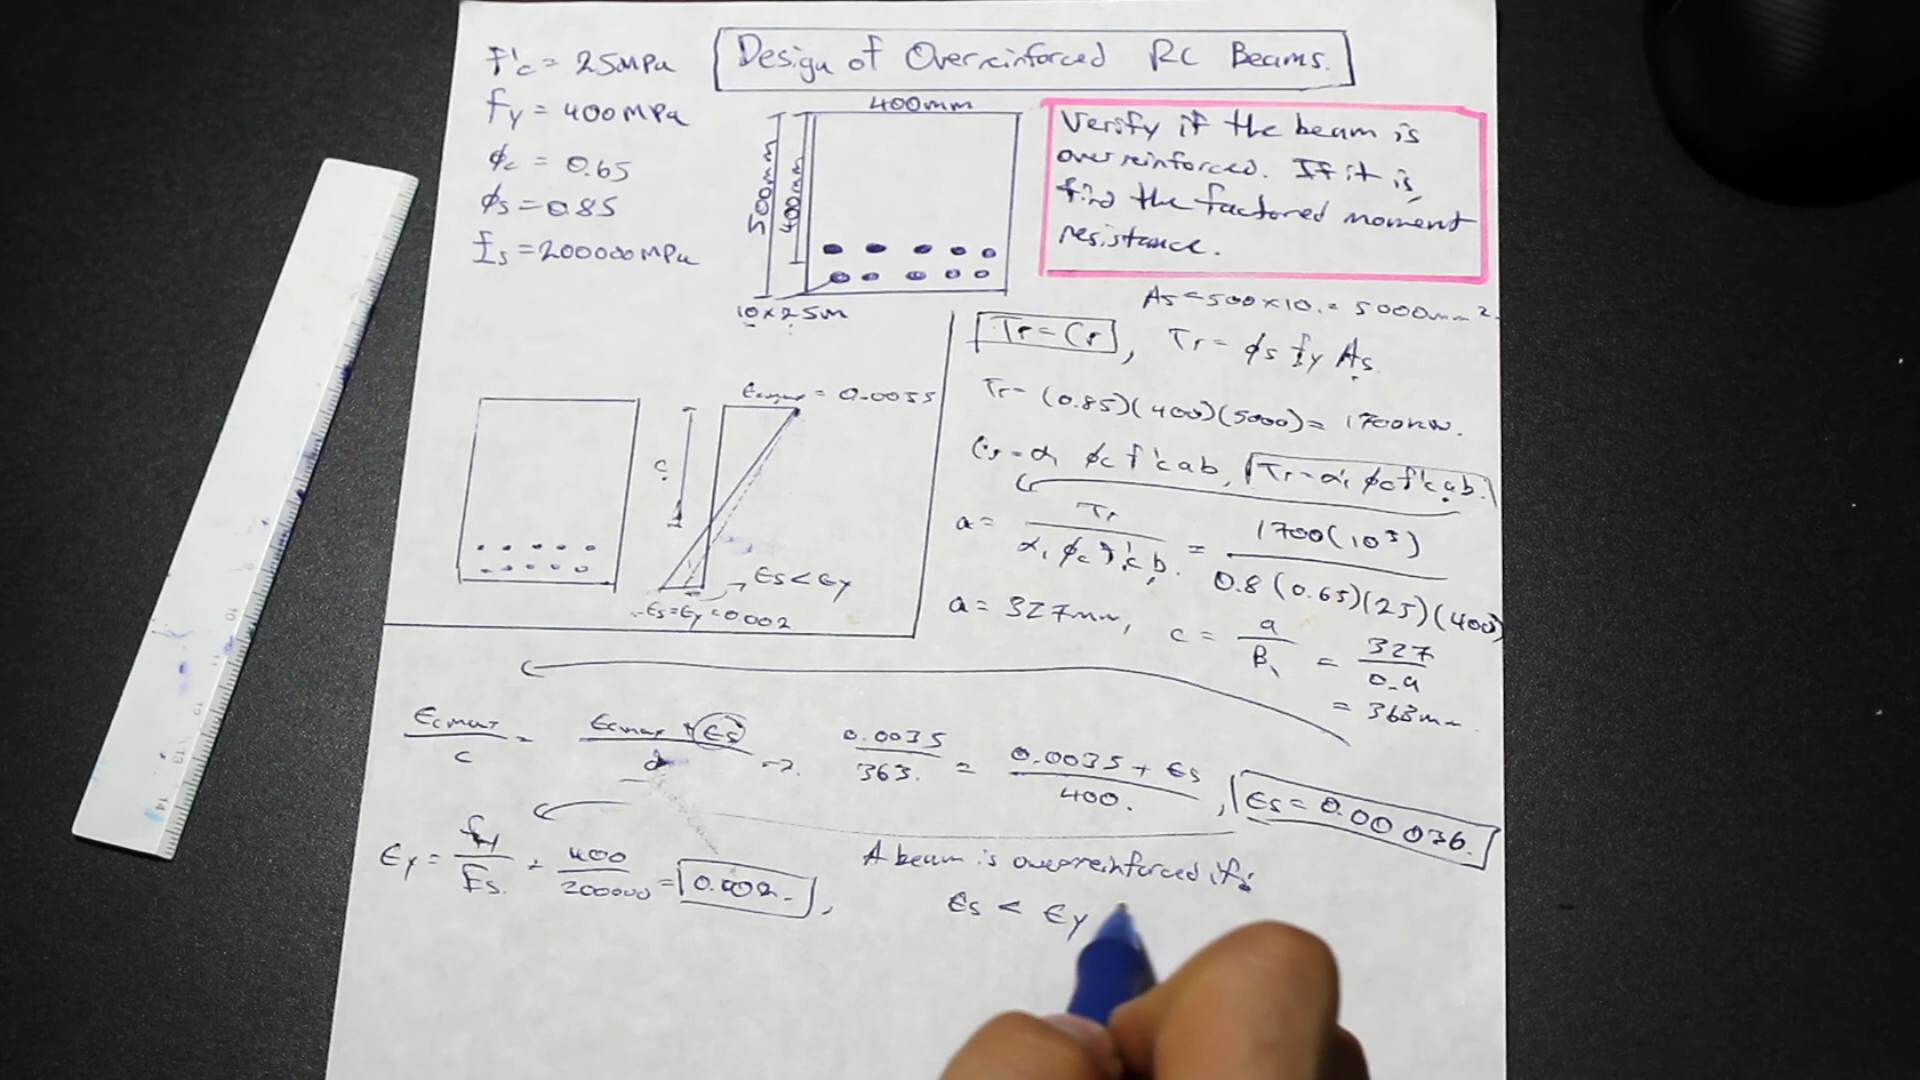 Design of Overreinforced RC Beams.
f'c = 25MPa
fy = 400MPa
ϕc = 0.65
ϕs = 0.85
Es = 200000MPa
400mm
500mm
400mm
10x25M
Verify if the beam is
overreinforced. If it is,
find the factored moment
resistance.
As = 500x10. = 5000mm².
Tr = Cr, Tr = ϕs fy As.
Tr = (0.85)(400)(5000) = 1700kN.
Cr = α1 ϕc f'c a b, Tr = α1 ϕc f'c a b.
a = Tr / α1 ϕc f'c b. = 1700(10³) / 0.8(0.65)(25)(400)
a = 327mm, c = a / β1 = 327 / 0.9
= 363mm.
εcmax = 0.0035
c
εs < εy
εs = εy = 0.002
εcmax / c = εcmax + εs / d → 0.0035 / 363. = 0.0035 + εs / 400. , εs = 0.00036.
εy = fy / Es. = 400 / 200000 = 0.002. ,
A beam is overreinforced if:
εs < εy
10
11
13
14